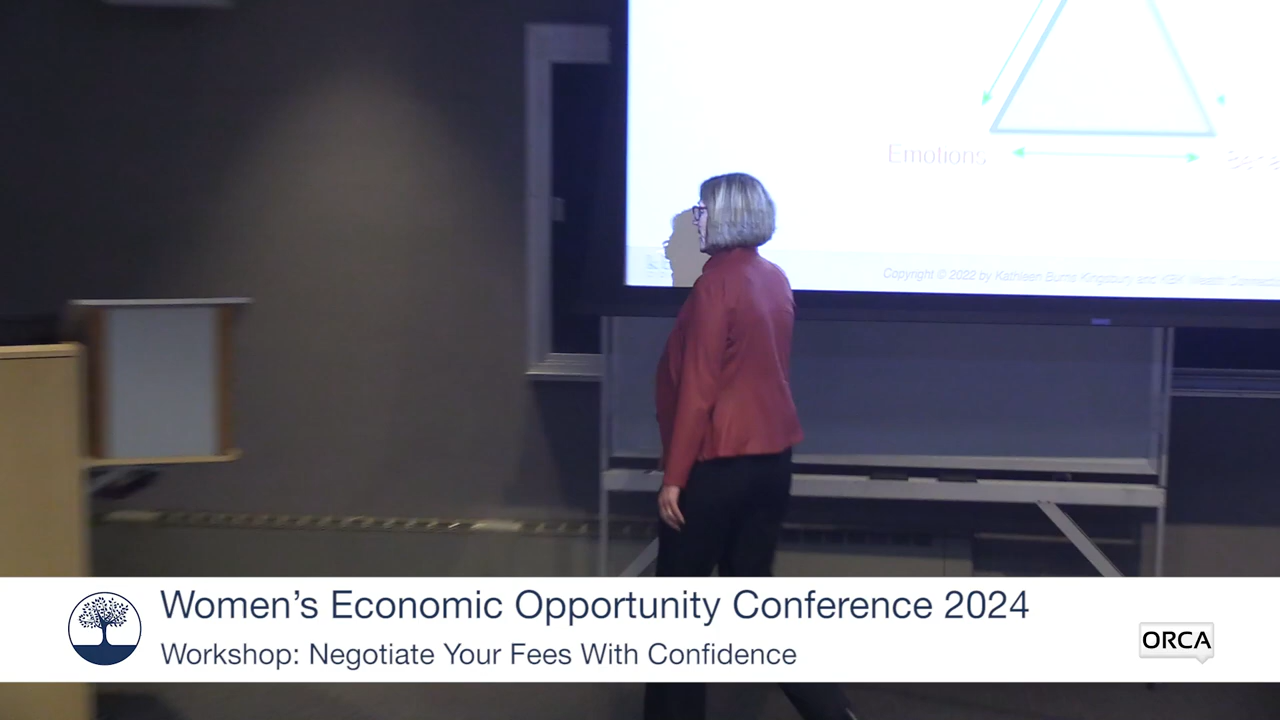 Emotions
Copyright © 2022 by Kathleen Burns Kingsbury and KBK Wealth
Women's Economic Opportunity Conference 2024
Workshop: Negotiate Your Fees With Confidence
ORCA